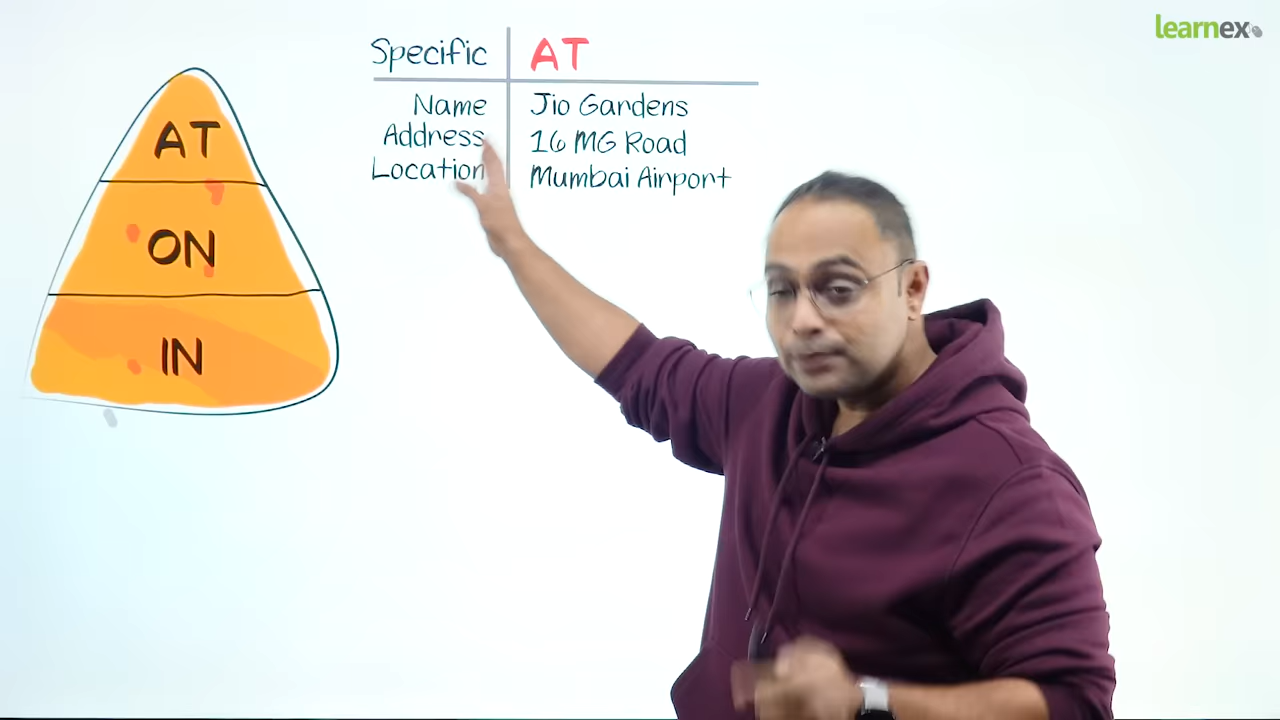 learnex
Specific AT
Name Jio Gardens
Address 16 MG Road
Location Mumbai Airport
AT
ON
IN